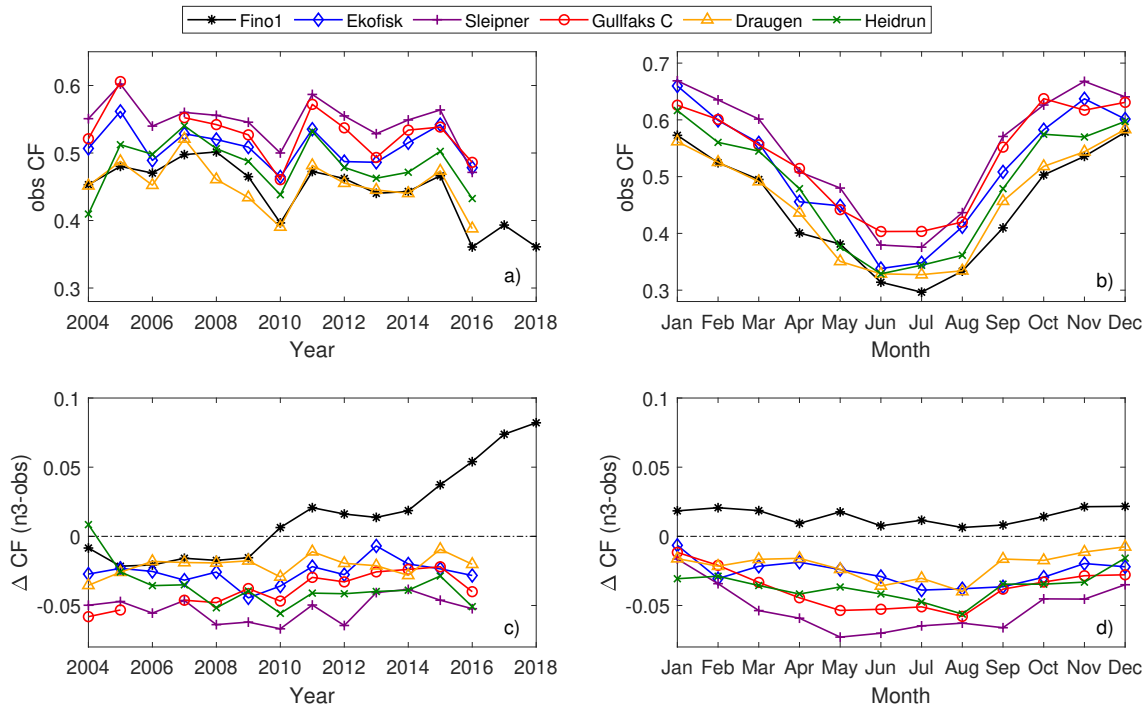 Fino1 Ekofisk Sleipner Gullfaks C Draugen Heidrun
0.6
0.5
0.4
0.3
obs CF
a)
2004 2006 2008 2010 2012 2014 2016 2018
Year
0.7
0.6
0.5
0.4
0.3
obs CF
b)
Jan Feb Mar Apr May Jun Jul Aug Sep Oct Nov Dec
Month
0.1
0.05
0
-0.05
Δ CF (n3-obs)
c)
2004 2006 2008 2010 2012 2014 2016 2018
Year
0.1
0.05
0
-0.05
Δ CF (n3-obs)
d)
Jan Feb Mar Apr May Jun Jul Aug Sep Oct Nov Dec
Month